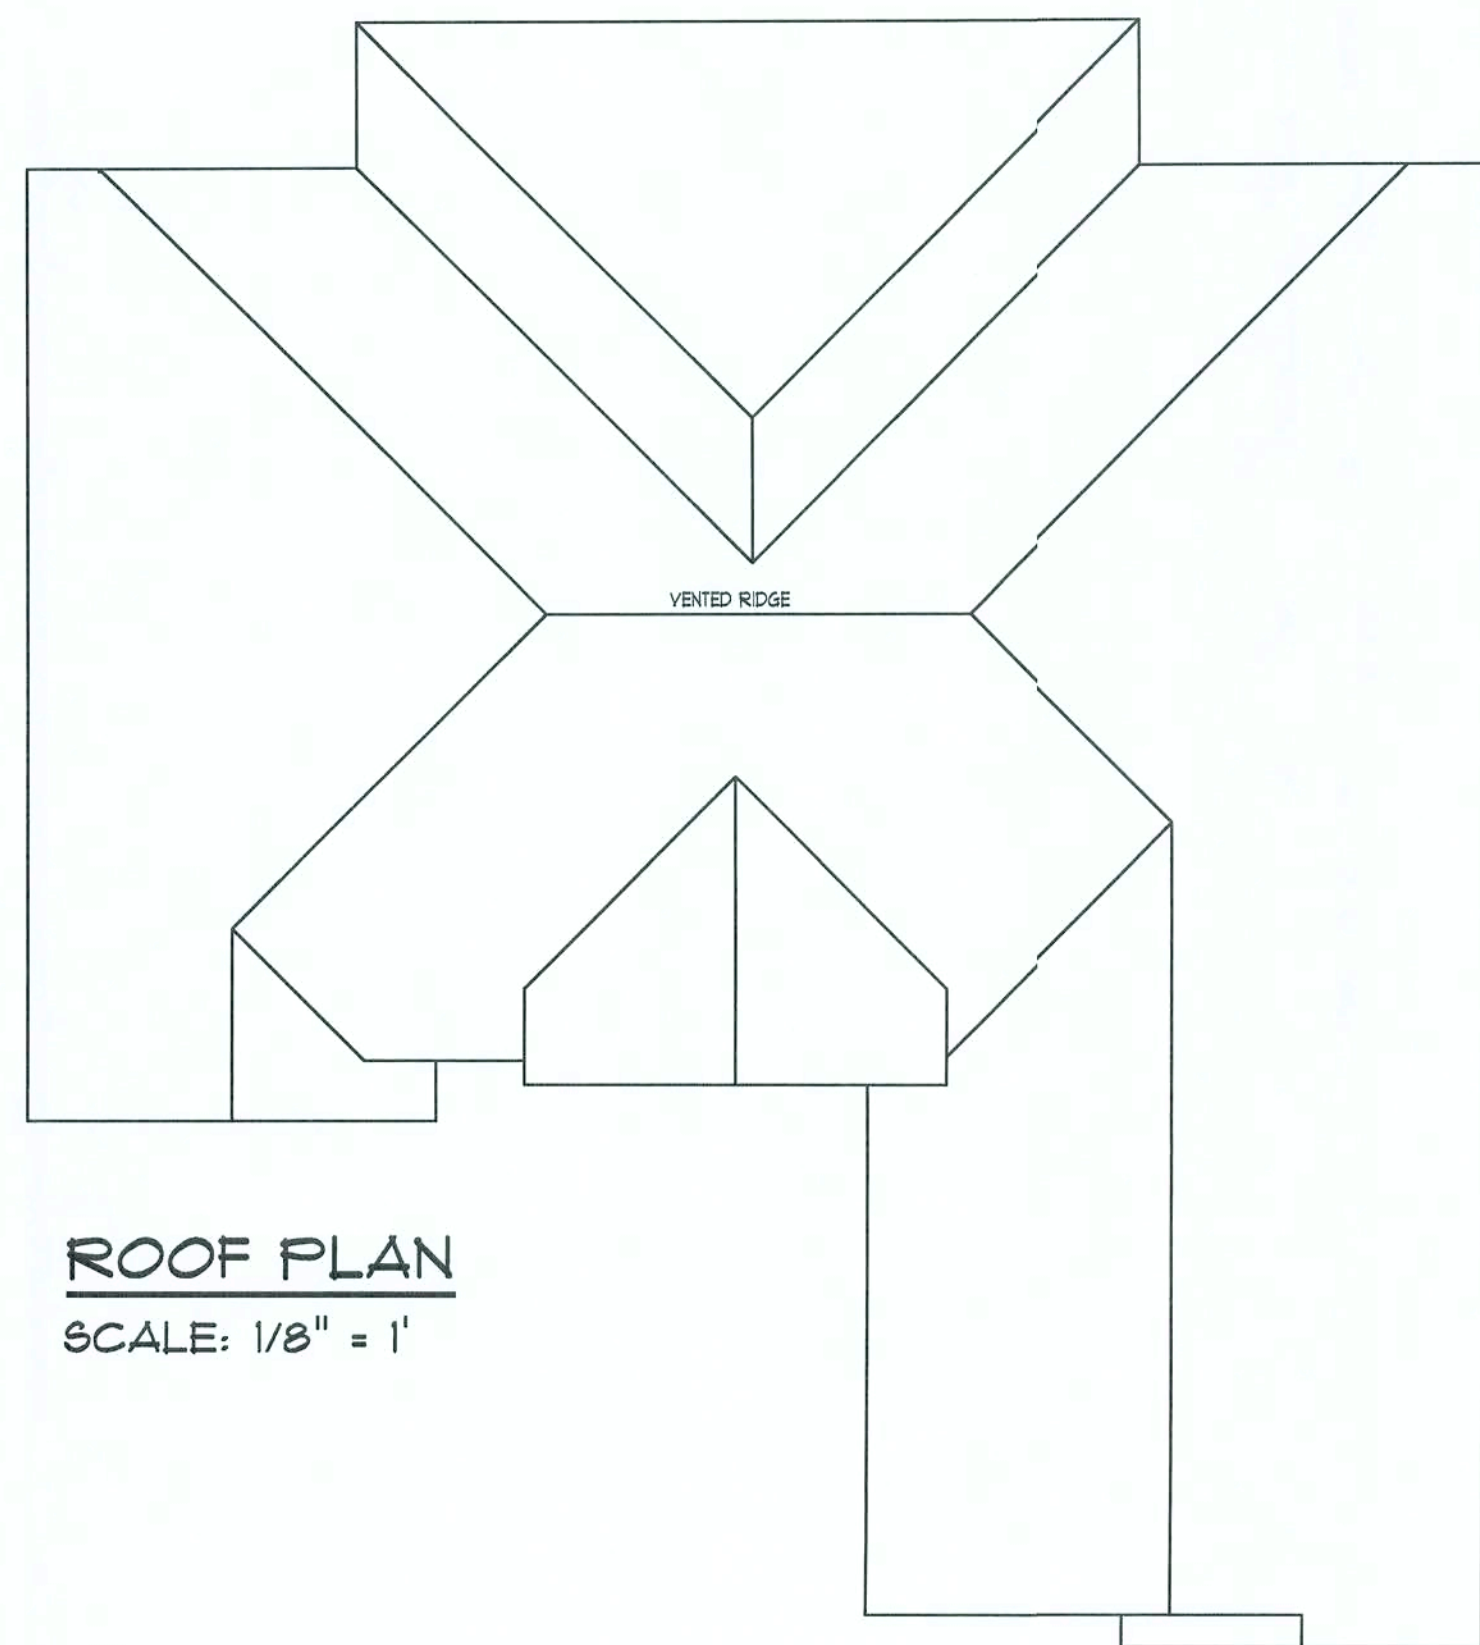 VENTED RIDGE
ROOF PLAN
SCALE: 1/8" = 1'